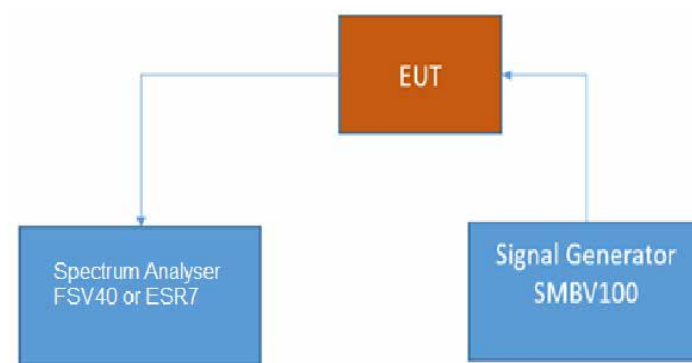 EUT
Spectrum Analyser
FSV40 or ESR7
Signal Generator
SMBV100